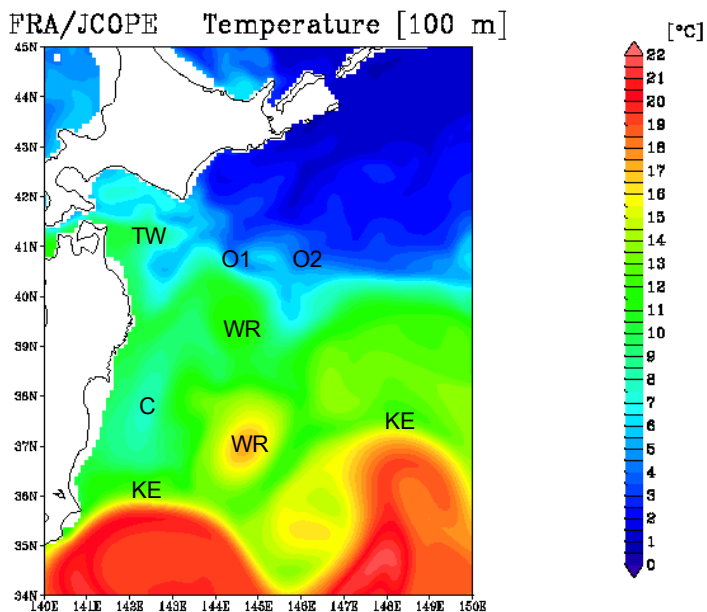 FRA/JCOPE Temperature [100 m]
[°C]
45N
44N
43N
42N
41N
40N
39N
38N
37N
36N
35N
34N
140E 141E 142E 143E 144E 145E 146E 147E 148E 149E 150E
TW
O1 O2
WR
C
KE
WR
KE
22
21
20
19
18
17
16
15
14
13
12
11
10
9
8
7
6
5
4
3
2
1
0